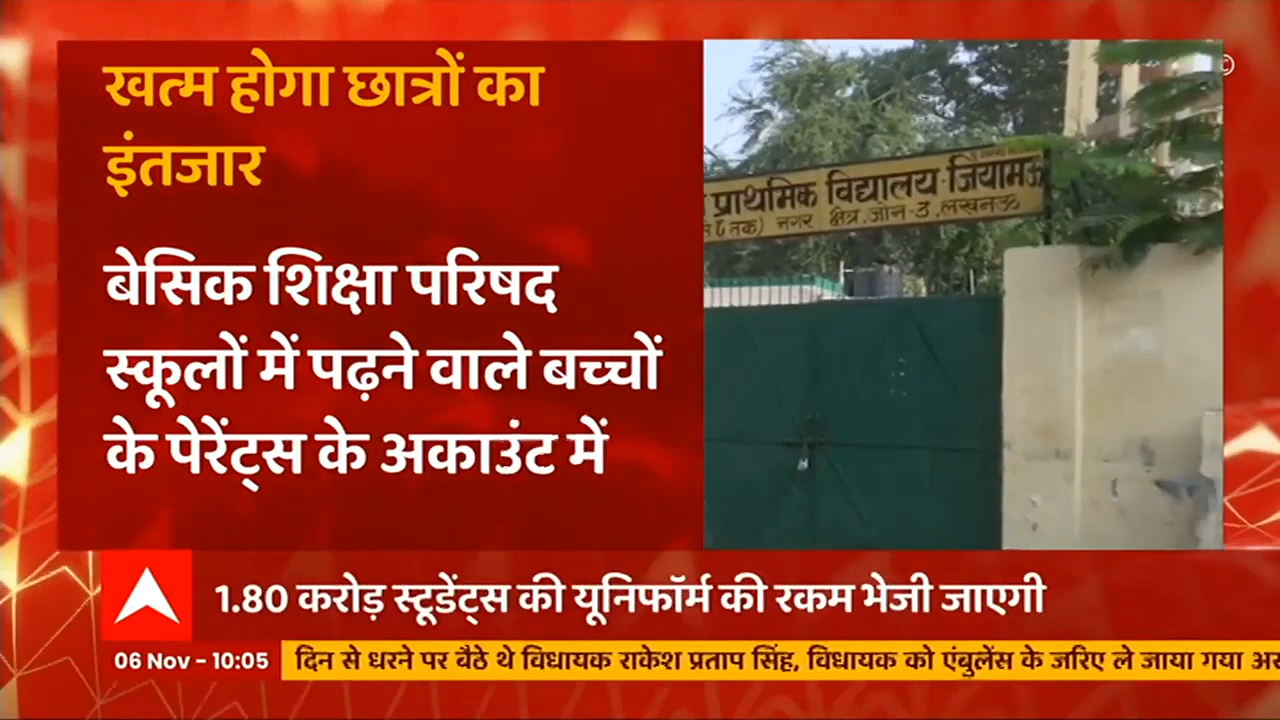 खत्म होगा छात्रों का
इंतजार
बेसिक शिक्षा परिषद
स्कूलों में पढ़ने वाले बच्चों
के पेरेंट्स के अकाउंट में
प्राथमिक विद्यालय जियामऊ
तक) नगर क्षेत्र.जोन-3.लखनऊ
1.80 करोड़ स्टूडेंट्स की यूनिफॉर्म की रकम भेजी जाएगी
06 Nov - 10:05
दिन से धरने पर बैठे थे विधायक राकेश प्रताप सिंह, विधायक को एंबुलेंस के जरिए ले जाया गया